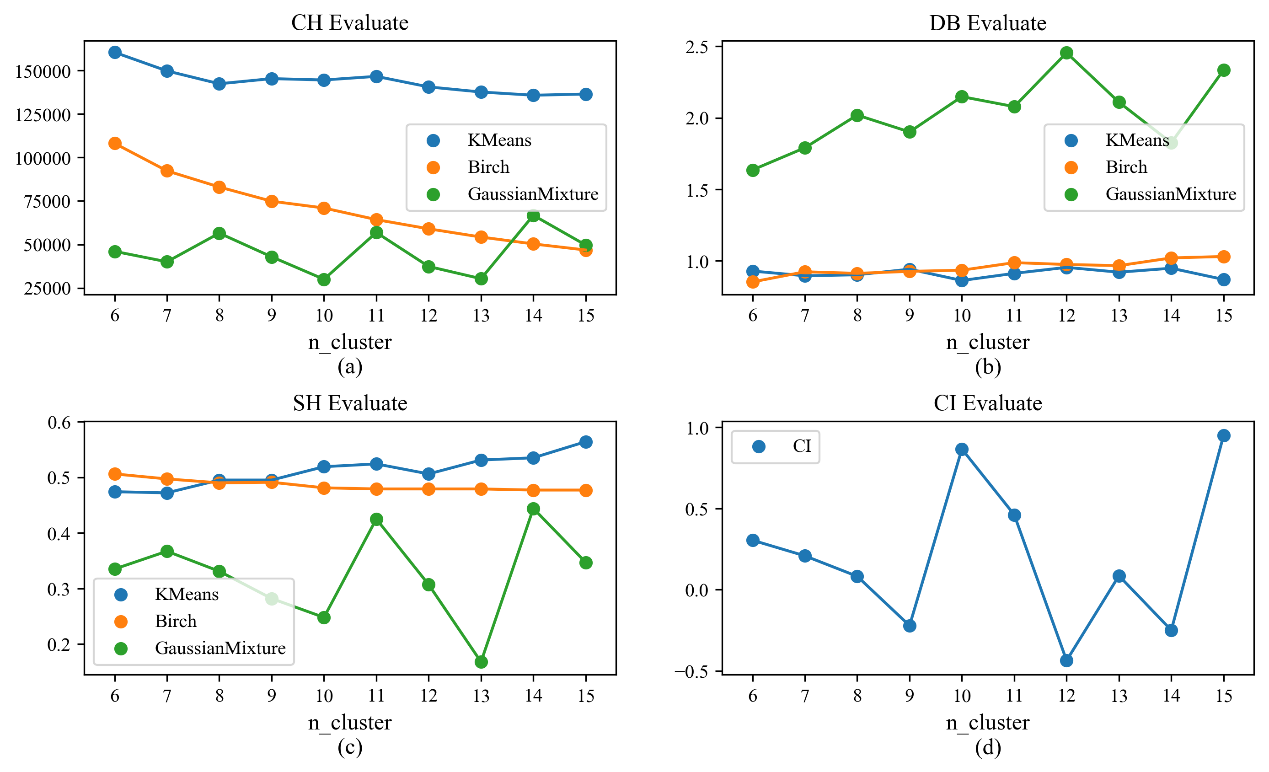 CH Evaluate
150000
125000
100000
75000
50000
25000
KMeans
Birch
GaussianMixture
6 7 8 9 10 11 12 13 14 15
n_cluster
(a)
DB Evaluate
2.5
2.0
1.5
1.0
KMeans
Birch
GaussianMixture
6 7 8 9 10 11 12 13 14 15
n_cluster
(b)
SH Evaluate
0.6
0.5
0.4
0.3
0.2
KMeans
Birch
GaussianMixture
6 7 8 9 10 11 12 13 14 15
n_cluster
(c)
CI Evaluate
1.0
0.5
0.0
−0.5
CI
6 7 8 9 10 11 12 13 14 15
n_cluster
(d)